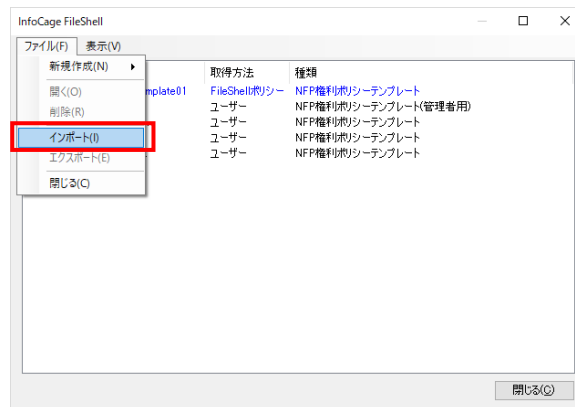 InfoCage FileShell
ファイル(F) 表示(V)
新規作成(N)
開く(O)
削除(R)
インポート(I)
エクスポート(E)
閉じる(C)
取得方法 種類
mplate01 FileShellポリシー NFP権利ポリシーテンプレート
ユーザー NFP権利ポリシーテンプレート(管理者用)
ユーザー NFP権利ポリシーテンプレート
ユーザー NFP権利ポリシーテンプレート
ユーザー NFP権利ポリシーテンプレート
閉じる(C)